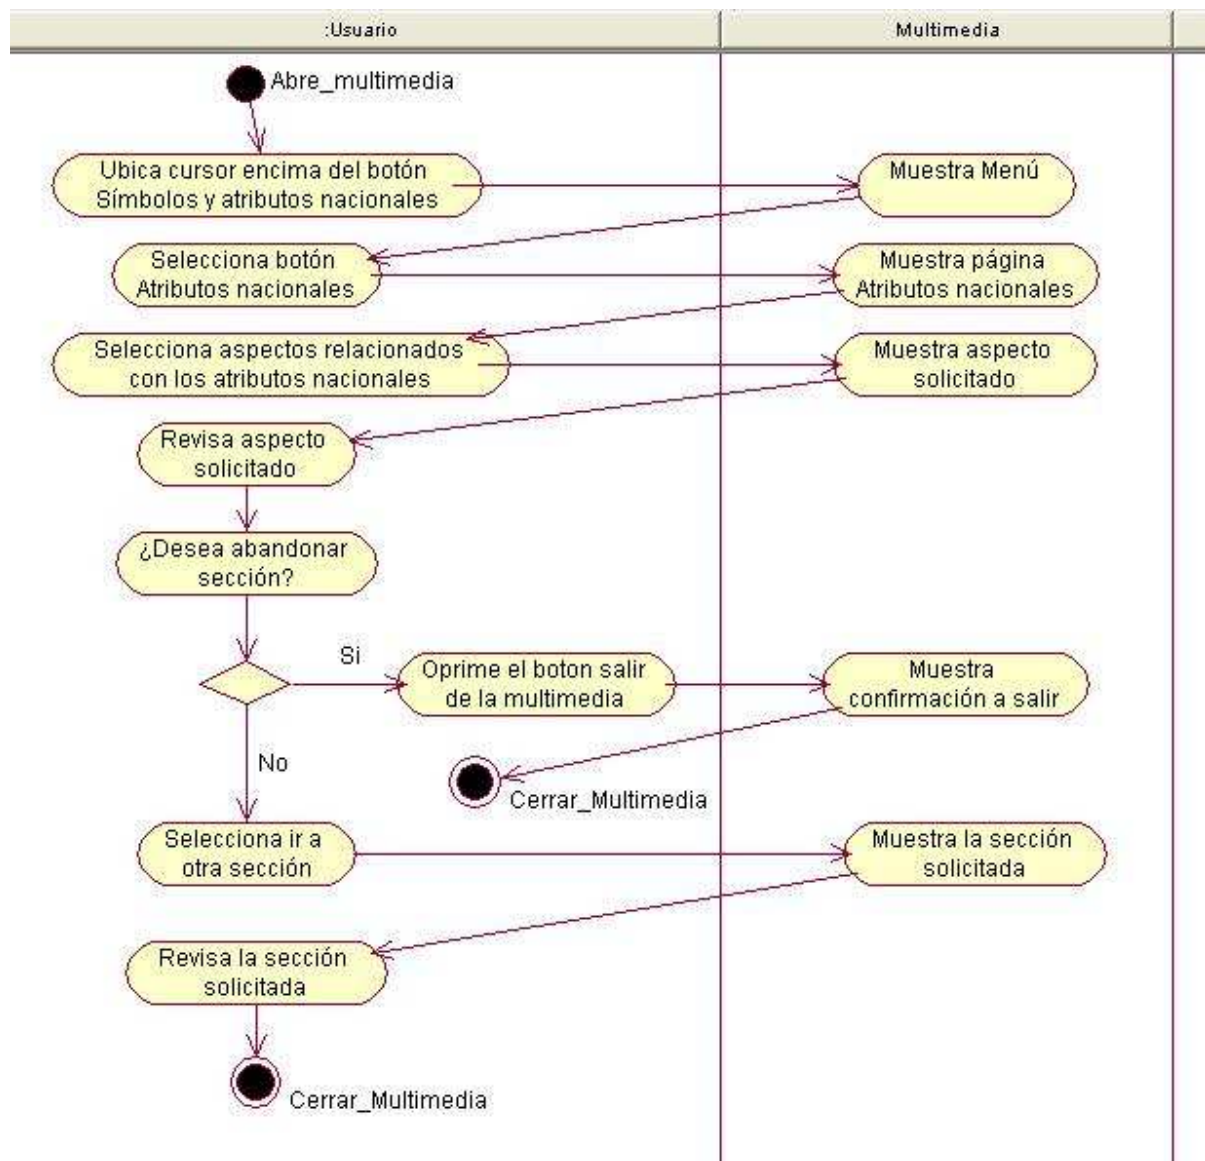 :Usuario
Multimedia
Abre_multimedia
Ubica cursor encima del botón
Símbolos y atributos nacionales
Muestra Menú
Selecciona botón
Atributos nacionales
Muestra página
Atributos nacionales
Selecciona aspectos relacionados
con los atributos nacionales
Muestra aspecto
solicitado
Revisa aspecto
solicitado
¿Desea abandonar
sección?
Si
Oprime el boton salir
de la multimedia
Muestra
confirmación a salir
No
Cerrar_Multimedia
Selecciona ir a
otra sección
Muestra la sección
solicitada
Revisa la sección
solicitada
Cerrar_Multimedia